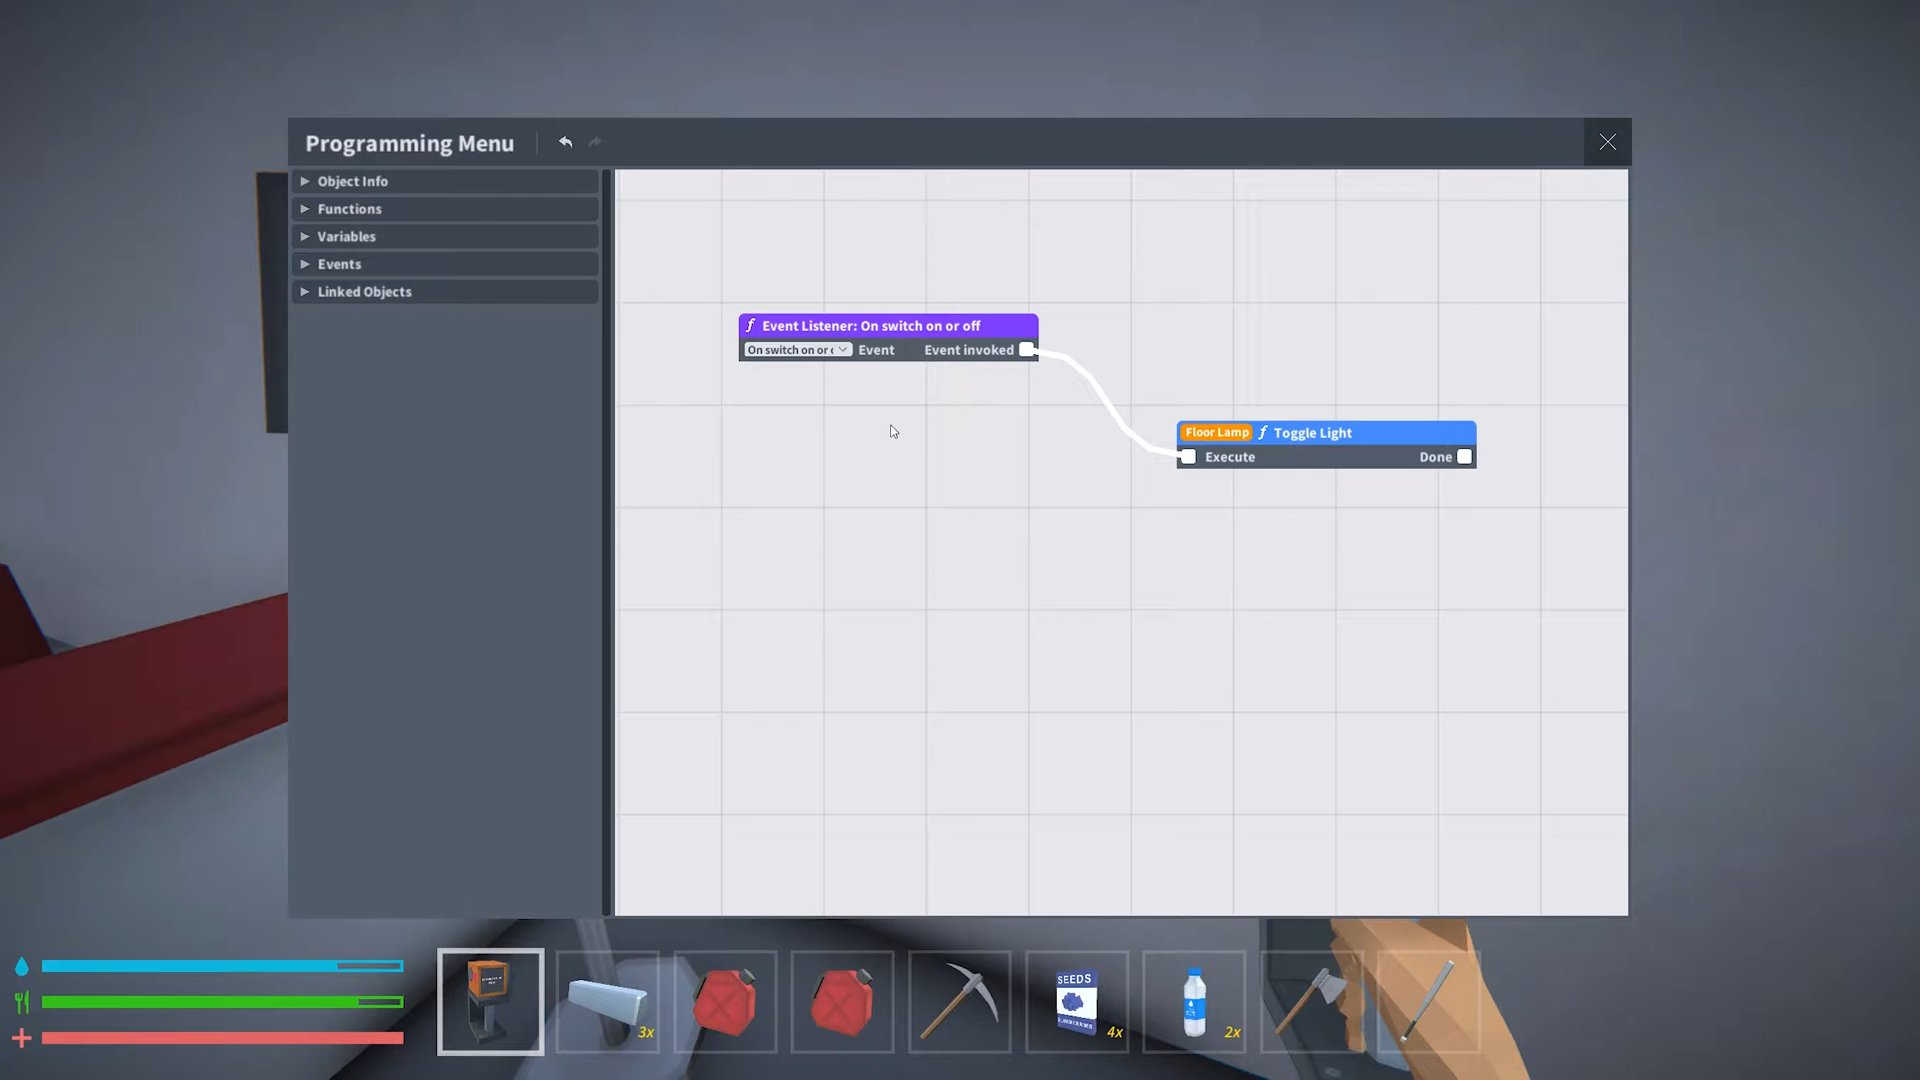 Programming Menu
Object Info
Functions
Variables
Events
Linked Objects
Event Listener: On switch on or off
On switch on or Event Event invoked
Floor Lamp Toggle Light
Execute Done
SEEDS
3x
4x
2x